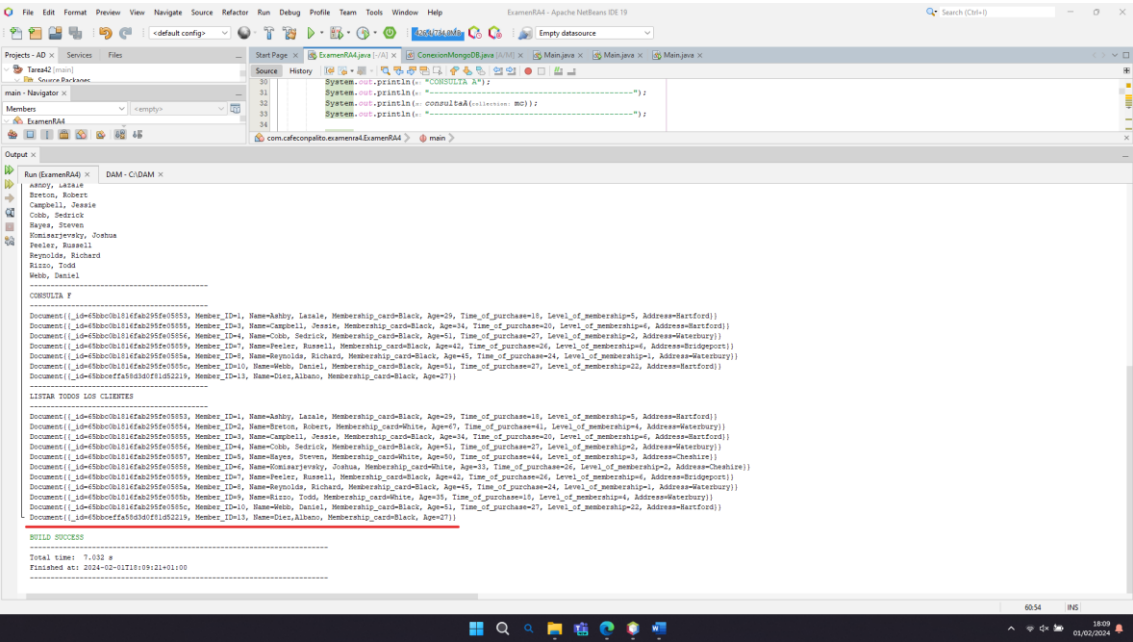 File Edit Format Preview View Navigate Source Refactor Run Debug Profile Team Tools Window Help
ExamenRA4 - Apache NetBeans IDE 19
Search (Ctrl+I)
<default config>
Empty datasource
Projects - AD × Services Files
Start Page × ExamenRA4.java [-/A] × ConexionMongoDB.java [A/M] × Main.java × Main.java × Main.java ×
Tarea42 [main]
Source Packages
Source History
30 System.out.println(x: "CONSULTA A");
31 System.out.println(x: "-----------------------------------------");
32 System.out.println(x: consultaA(collection: mc));
33 System.out.println(x: "-----------------------------------------");
34
main - Navigator ×
Members <empty>
ExamenRA4
com.cafeconpalito.examenra4.ExamenRA4 main
Output ×
Run (ExamenRA4) × DAM - C:\DAM ×
Ashby, Lazale
Breton, Robert
Campbell, Jessie
Cobb, Sedrick
Hayes, Steven
Komisarjevsky, Joshua
Peeler, Russell
Reynolds, Richard
Rizzo, Todd
Webb, Daniel
-----------------------------------------
CONSULTA F
-----------------------------------------
Document{{_id=65bbc0b1816fab295fe05853, Member_ID=1, Name=Ashby, Lazale, Membership_card=Black, Age=29, Time_of_purchase=18, Level_of_membership=5, Address=Hartford}}
Document{{_id=65bbc0b1816fab295fe05855, Member_ID=3, Name=Campbell, Jessie, Membership_card=Black, Age=34, Time_of_purchase=20, Level_of_membership=6, Address=Hartford}}
Document{{_id=65bbc0b1816fab295fe05856, Member_ID=4, Name=Cobb, Sedrick, Membership_card=Black, Age=51, Time_of_purchase=27, Level_of_membership=2, Address=Waterbury}}
Document{{_id=65bbc0b1816fab295fe05859, Member_ID=7, Name=Peeler, Russell, Membership_card=Black, Age=42, Time_of_purchase=26, Level_of_membership=6, Address=Bridgeport}}
Document{{_id=65bbc0b1816fab295fe0585a, Member_ID=8, Name=Reynolds, Richard, Membership_card=Black, Age=45, Time_of_purchase=24, Level_of_membership=1, Address=Waterbury}}
Document{{_id=65bbc0b1816fab295fe0585c, Member_ID=10, Name=Webb, Daniel, Membership_card=Black, Age=51, Time_of_purchase=27, Level_of_membership=22, Address=Hartford}}
Document{{_id=65bbceffa58d3d0f81d52219, Member_ID=13, Name=Diez,Albano, Membership_card=Black, Age=27}}
-----------------------------------------
LISTAR TODOS LOS CLIENTES
-----------------------------------------
Document{{_id=65bbc0b1816fab295fe05853, Member_ID=1, Name=Ashby, Lazale, Membership_card=Black, Age=29, Time_of_purchase=18, Level_of_membership=5, Address=Hartford}}
Document{{_id=65bbc0b1816fab295fe05854, Member_ID=2, Name=Breton, Robert, Membership_card=White, Age=67, Time_of_purchase=41, Level_of_membership=4, Address=Waterbury}}
Document{{_id=65bbc0b1816fab295fe05855, Member_ID=3, Name=Campbell, Jessie, Membership_card=Black, Age=34, Time_of_purchase=20, Level_of_membership=6, Address=Hartford}}
Document{{_id=65bbc0b1816fab295fe05856, Member_ID=4, Name=Cobb, Sedrick, Membership_card=Black, Age=51, Time_of_purchase=27, Level_of_membership=2, Address=Waterbury}}
Document{{_id=65bbc0b1816fab295fe05857, Member_ID=5, Name=Hayes, Steven, Membership_card=White, Age=50, Time_of_purchase=44, Level_of_membership=3, Address=Cheshire}}
Document{{_id=65bbc0b1816fab295fe05858, Member_ID=6, Name=Komisarjevsky, Joshua, Membership_card=White, Age=33, Time_of_purchase=26, Level_of_membership=2, Address=Cheshire}}
Document{{_id=65bbc0b1816fab295fe05859, Member_ID=7, Name=Peeler, Russell, Membership_card=Black, Age=42, Time_of_purchase=26, Level_of_membership=6, Address=Bridgeport}}
Document{{_id=65bbc0b1816fab295fe0585a, Member_ID=8, Name=Reynolds, Richard, Membership_card=Black, Age=45, Time_of_purchase=24, Level_of_membership=1, Address=Waterbury}}
Document{{_id=65bbc0b1816fab295fe0585b, Member_ID=9, Name=Rizzo, Todd, Membership_card=White, Age=35, Time_of_purchase=18, Level_of_membership=4, Address=Waterbury}}
Document{{_id=65bbc0b1816fab295fe0585c, Member_ID=10, Name=Webb, Daniel, Membership_card=Black, Age=51, Time_of_purchase=27, Level_of_membership=22, Address=Hartford}}
Document{{_id=65bbceffa58d3d0f81d52219, Member_ID=13, Name=Diez,Albano, Membership_card=Black, Age=27}}
BUILD SUCCESS
------------------------------------------------------------------------
Total time: 7.032 s
Finished at: 2024-02-01T18:09:21+01:00
------------------------------------------------------------------------
60:54 INS
18:09
01/02/2024